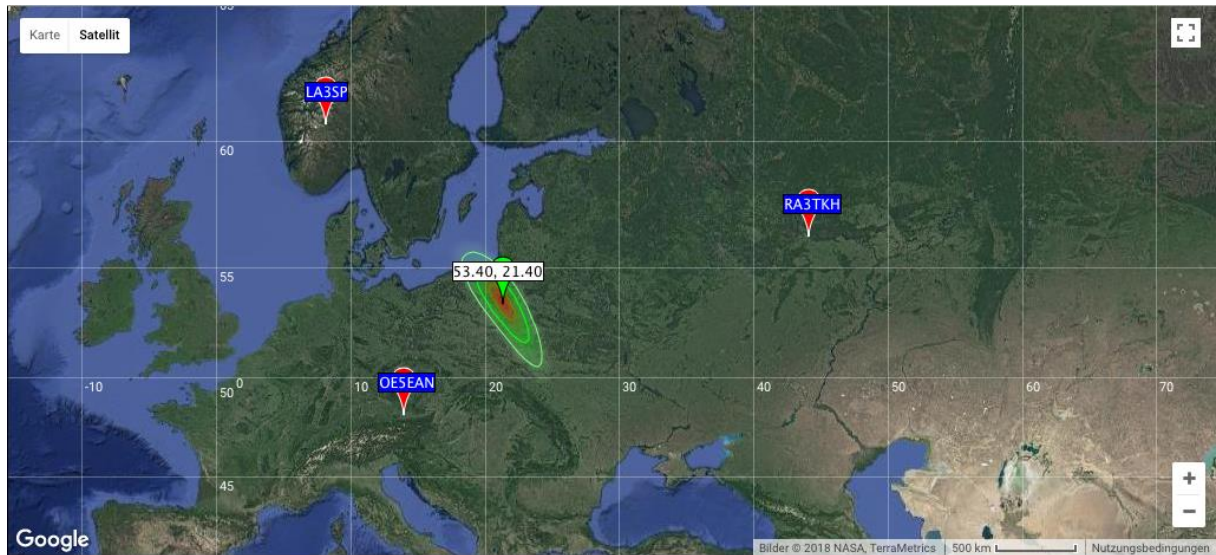 65
Karte Satellit
LA3SP
60
RA3TKH
55
53.40, 21.40
OE5EAN
-10 0 10 50 20 30 40 50 60 70
45
Google
Bilder © 2018 NASA, TerraMetrics 500 km Nutzungsbedingungen